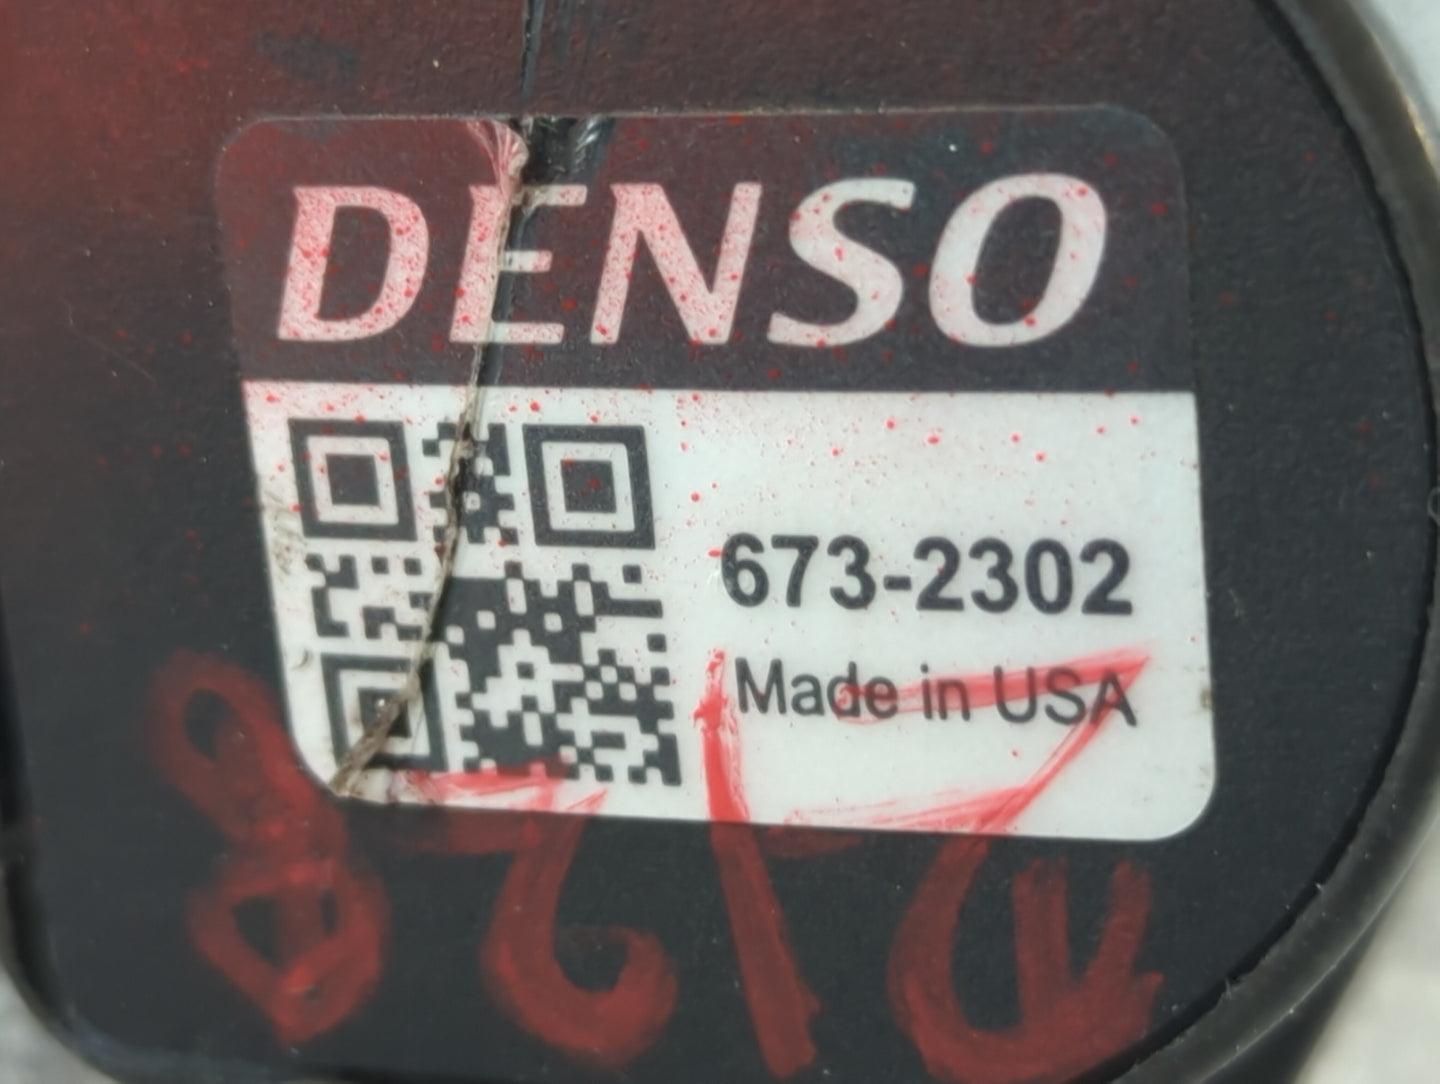 DENSO
673-2302
Made in USA